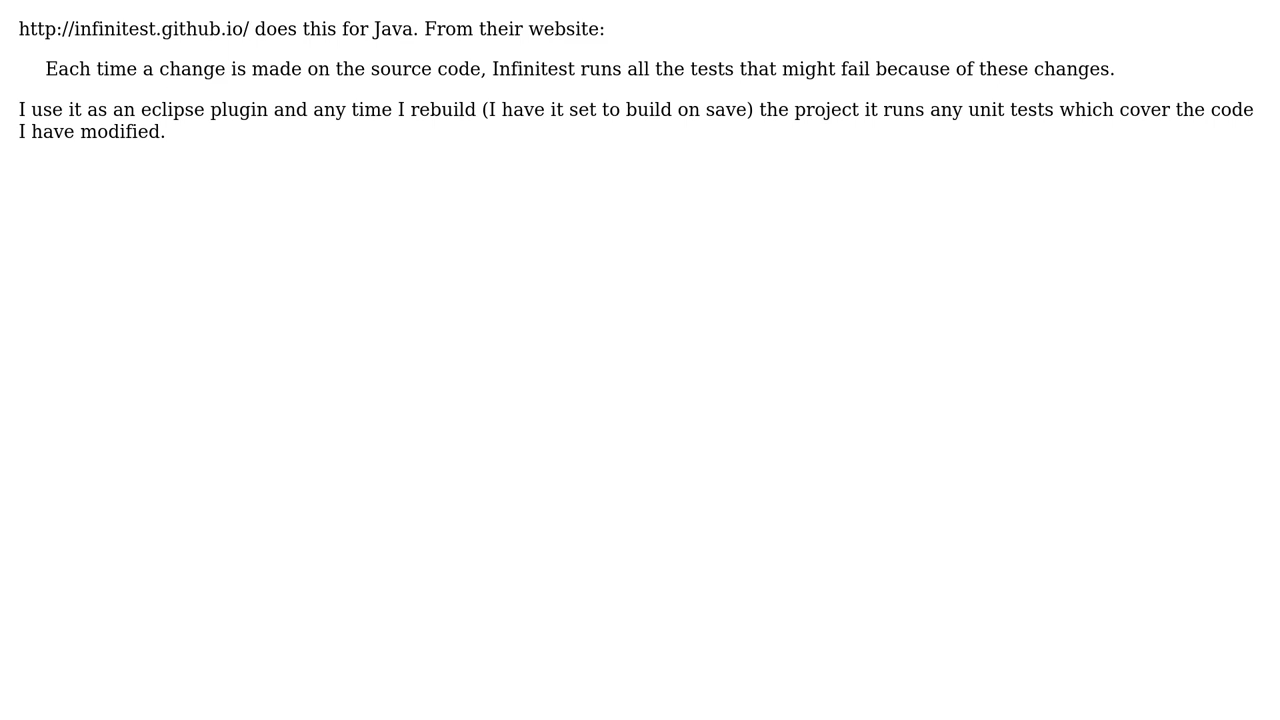 http://infinitest.github.io/ does this for Java. From their website:
Each time a change is made on the source code, Infinitest runs all the tests that might fail because of these changes.
I use it as an eclipse plugin and any time I rebuild (I have it set to build on save) the project it runs any unit tests which cover the code
I have modified.